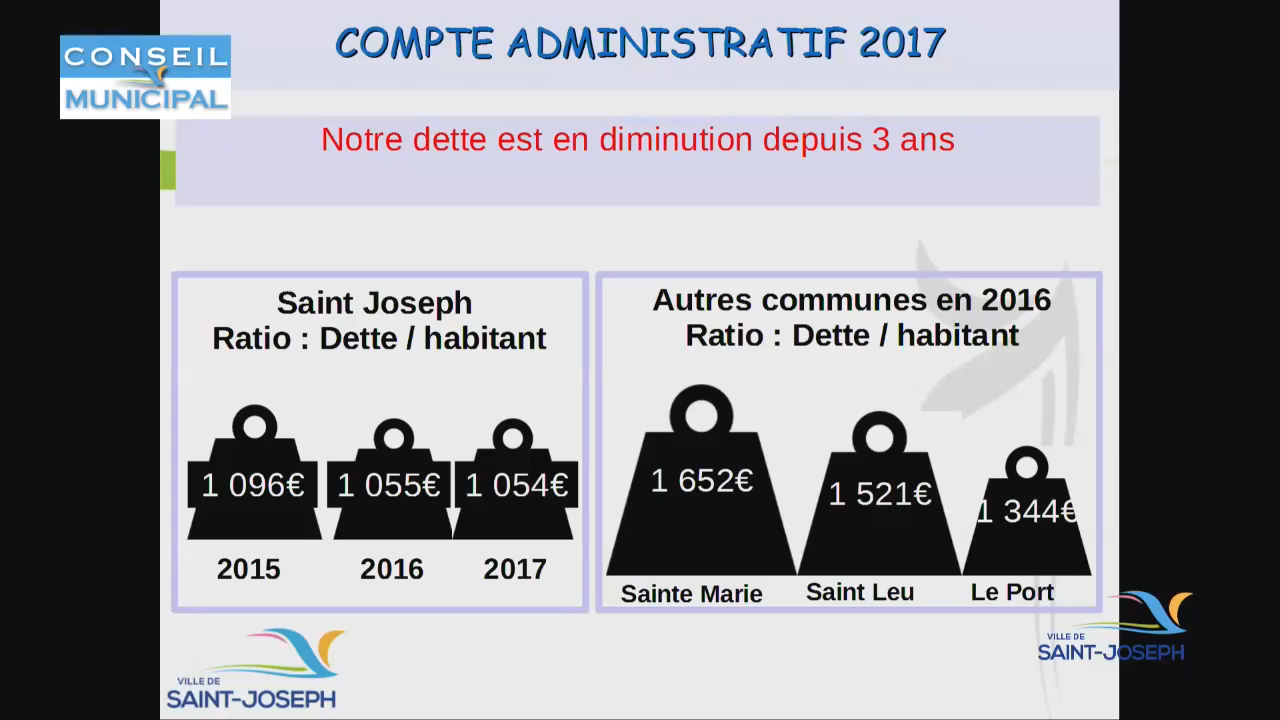 COMPTE ADMINISTRATIF 2017
CONSEIL
MUNICIPAL
Notre dette est en diminution depuis 3 ans
Saint Joseph
Ratio : Dette / habitant
1 096€ 1 055€ 1 054€
2015 2016 2017
Autres communes en 2016
Ratio : Dette / habitant
1 652€ 1 521€ 1 344€
Sainte Marie Saint Leu Le Port
VILLE DE
SAINT-JOSEPH
VILLE DE
SAINT-JOSEPH